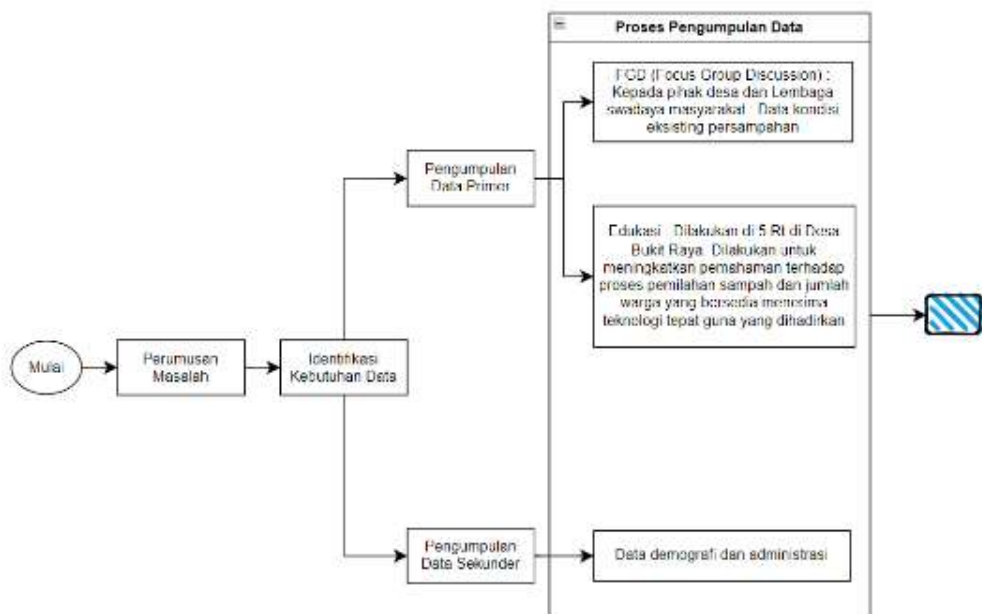 Proses Pengumpulan Data
FGD (Focus Group Discussion) :
Kepada pihak desa dan Lembaga
swadaya masyarakat Data kondisi
eksisting persampahan
Pengumpulan
Data Primer
Edukasi Dilakukan di 5 Rt di Desa
Bukit Raya. Dilakukan untuk
meningkatkan pemahaman terhadap
proses pemilahan sampah dan jumlah
warga yang bersedia menerima
teknologi tepat guna yang dihadirkan
Mulai
Perumusan
Masalah
Identifikasi
Kebutuhan Data
Pengumpulan
Data Sekunder
Data demografi dan administrasi